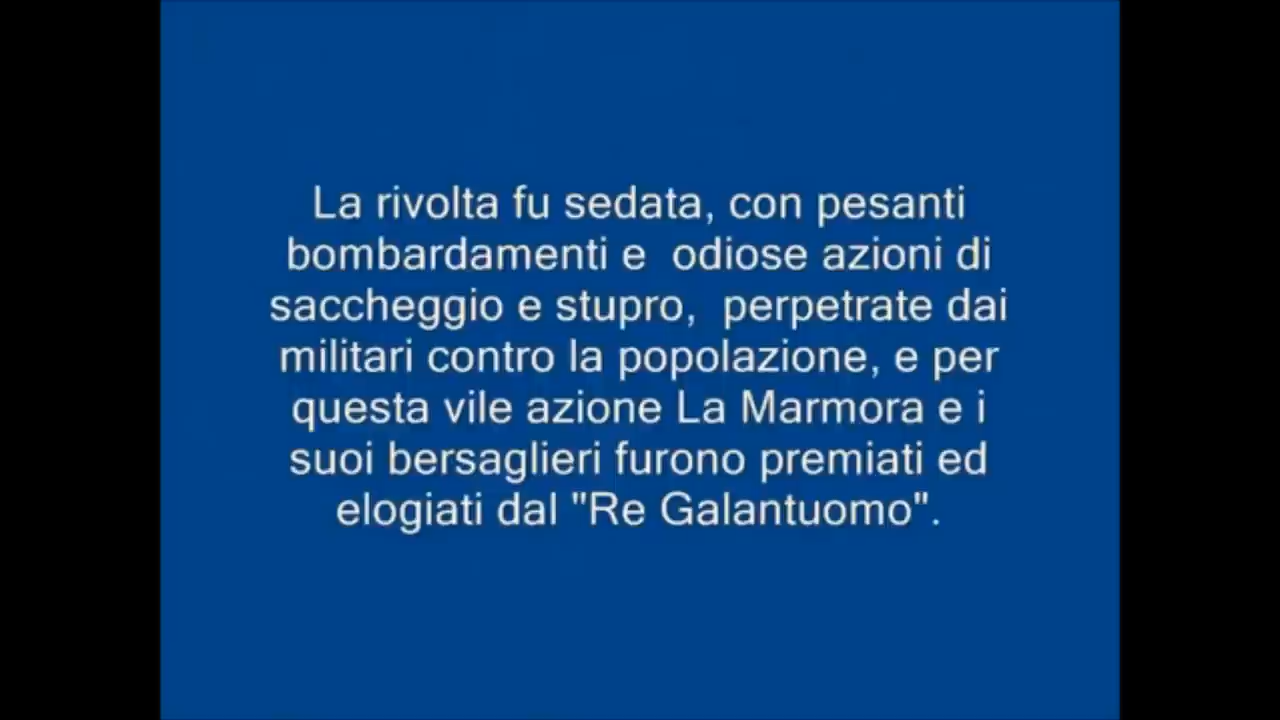 La rivolta fu sedata, con pesanti
bombardamenti e  odiose azioni di
saccheggio e stupro,  perpetrate dai
militari contro la popolazione, e per
questa vile azione La Marmora e i
suoi bersaglieri furono premiati ed
elogiati dal "Re Galantuomo".